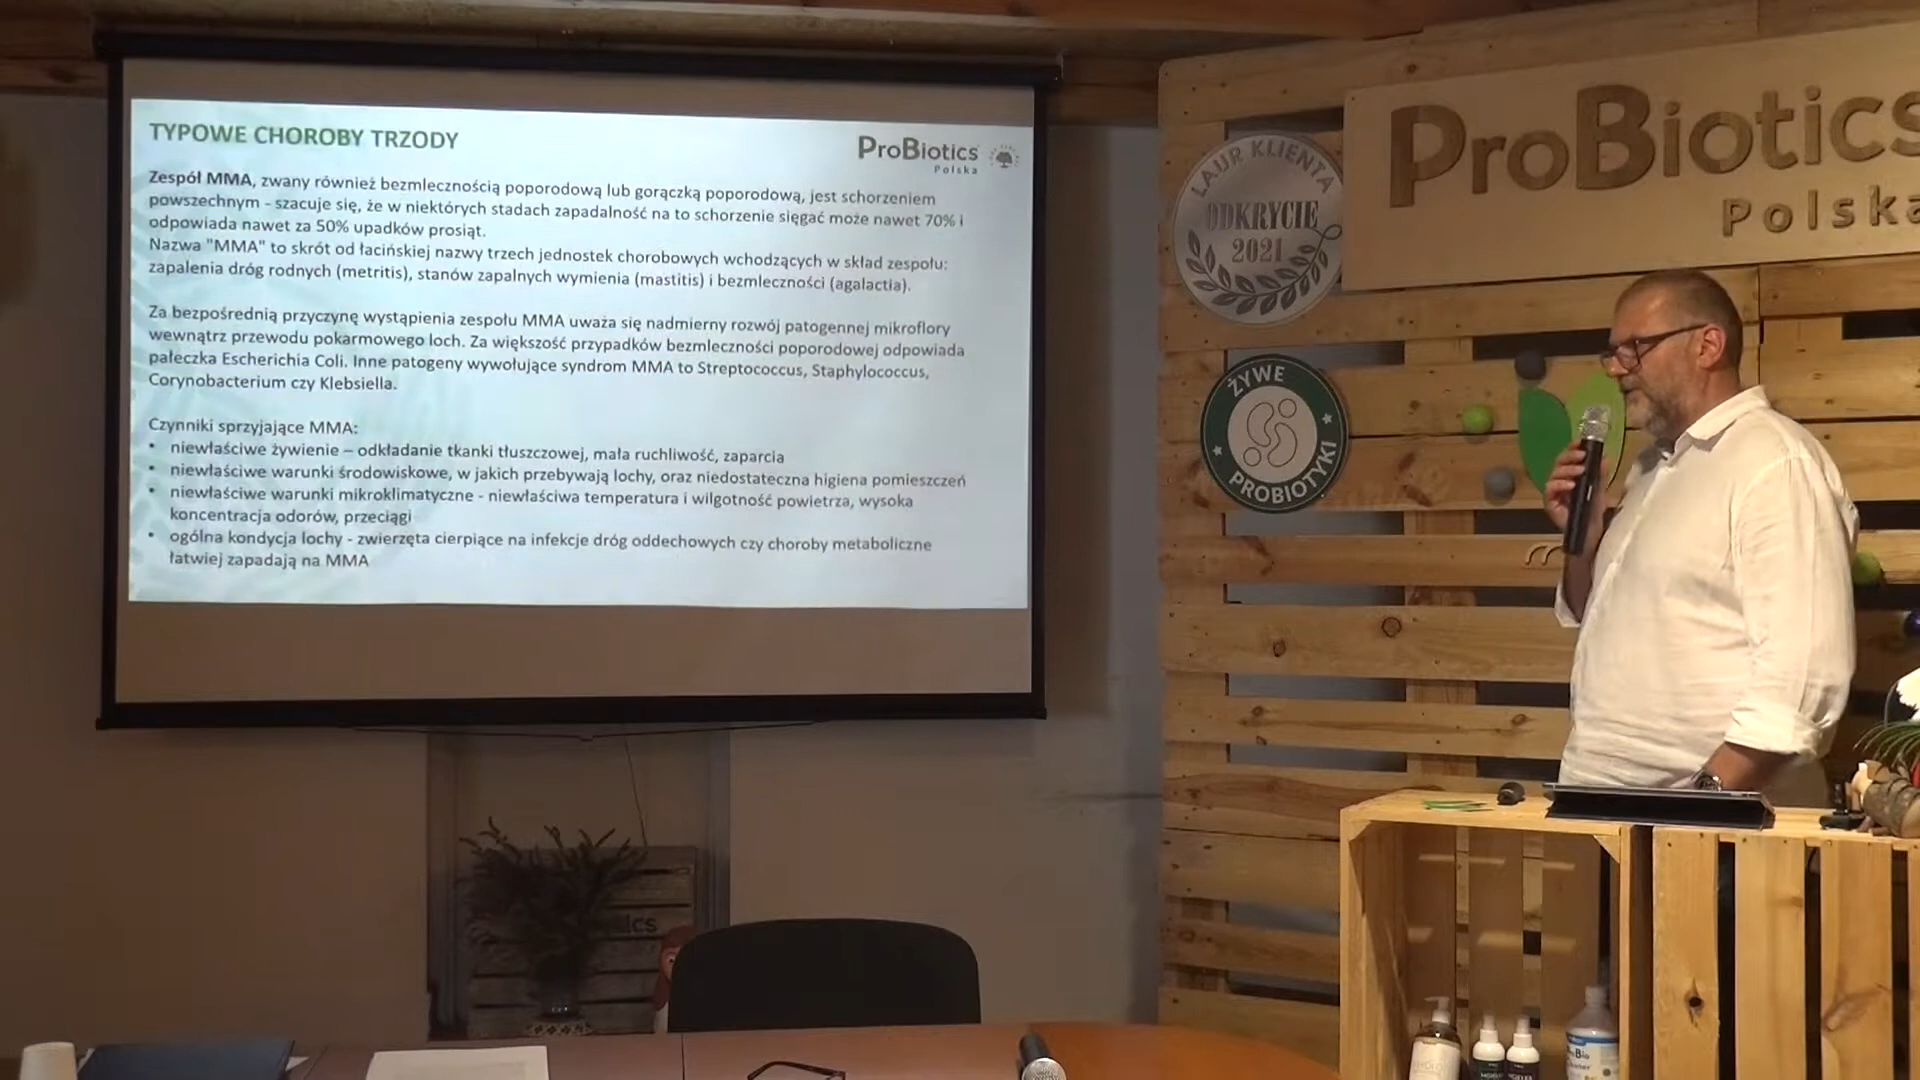 TYPOWE CHOROBY TRZODY
ProBiotics
Polska
Zespół MMA, zwany również bezmlecznością poporodową lub gorączką poporodową, jest schorzeniem
powszechnym - szacuje się, że w niektórych stadach zapadalność na to schorzenie sięgać może nawet 70% i
odpowiada nawet za 50% upadków prosiąt.
Nazwa "MMA" to skrót od łacińskiej nazwy trzech jednostek chorobowych wchodzących w skład zespołu:
zapalenia dróg rodnych (metritis), stanów zapalnych wymienia (mastitis) i bezmleczności (agalactia).
Za bezpośrednią przyczynę wystąpienia zespołu MMA uważa się nadmierny rozwój patogennej mikroflory
wewnątrz przewodu pokarmowego loch. Za większość przypadków bezmleczności poporodowej odpowiada
pałeczka Escherichia Coli. Inne patogeny wywołujące syndrom MMA to Streptococcus, Staphylococcus,
Corynobacterium czy Klebsiella.
Czynniki sprzyjające MMA:
• niewłaściwe żywienie – odkładanie tkanki tłuszczowej, mała ruchliwość, zaparcia
• niewłaściwe warunki środowiskowe, w jakich przebywają lochy, oraz niedostateczna higiena pomieszczeń
• niewłaściwe warunki mikroklimatyczne - niewłaściwa temperatura i wilgotność powietrza, wysoka
koncentracja odorów, przeciągi
• ogólna kondycja lochy - zwierzęta cierpiące na infekcje dróg oddechowych czy choroby metaboliczne
łatwiej zapadają na MMA
ProBiotics
Polska
LAUR KLIENTA
ODKRYCIE
2021
ŻYWE
PROBIOTYKI